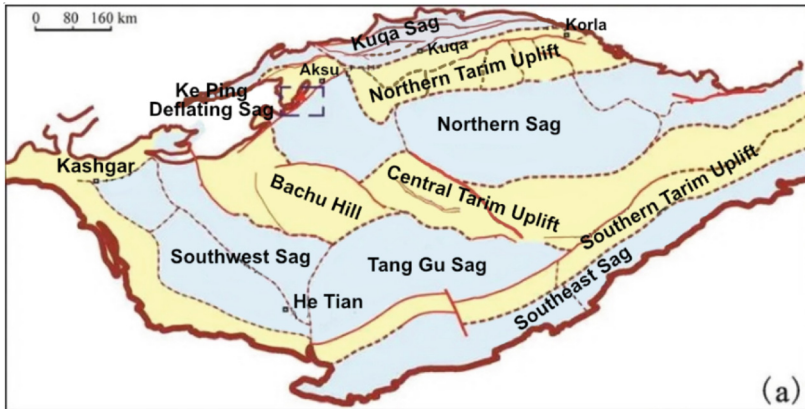 0 80 160 km
Kuqa Sag
Korla
Kuqa
Aksu
Northern Tarim Uplift
Ke Ping
Deflating Sag
Northern Sag
Kashgar
Bachu Hill
Central Tarim Uplift
Southern Tarim Uplift
Southwest Sag
Tang Gu Sag
Southeast Sag
He Tian
(a)